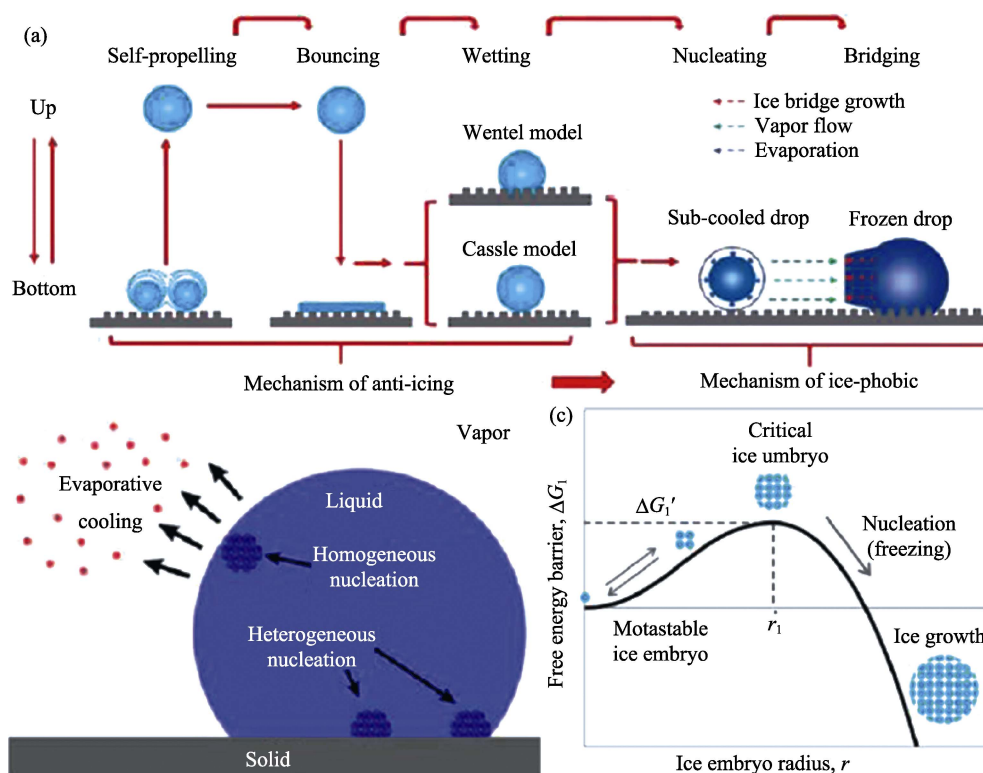 (a)
Self-propelling
Bouncing
Wetting
Nucleating
Bridging
Up
Bottom
Wentel model
Cassle model
Ice bridge growth
Vapor flow
Evaporation
Sub-cooled drop
Frozen drop
Mechanism of anti-icing
Mechanism of ice-phobic
Vapor
Evaporative
cooling
Liquid
Homogeneous
nucleation
Heterogeneous
nucleation
Solid
(c)
Free energy barrier, ΔG₁
ΔG₁′
Critical
ice umbryo
Nucleation
(freezing)
Motastable
ice embryo
r₁
Ice growth
Ice embryo radius, r